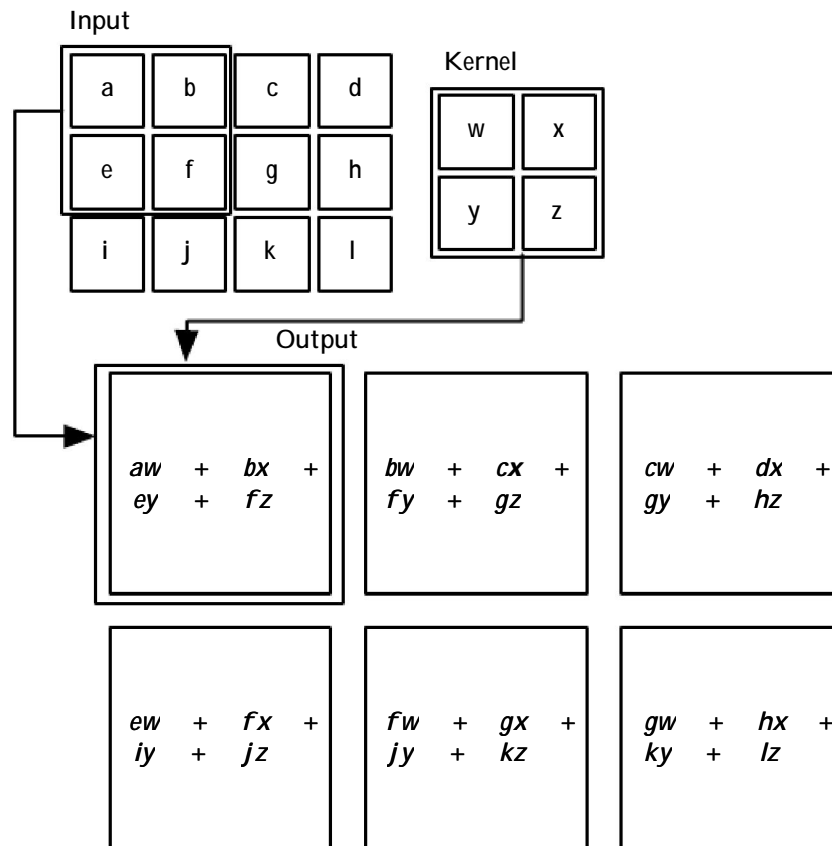 Input
a b c d
e f g h
i j k l
Kernel
w x
y z
Output
aw + bx +
ey + fz
bw + cx +
fy + gz
cw + dx +
gy + hz
ew + fx +
iy + jz
fw + gx +
jy + kz
gw + hx +
ky + lz